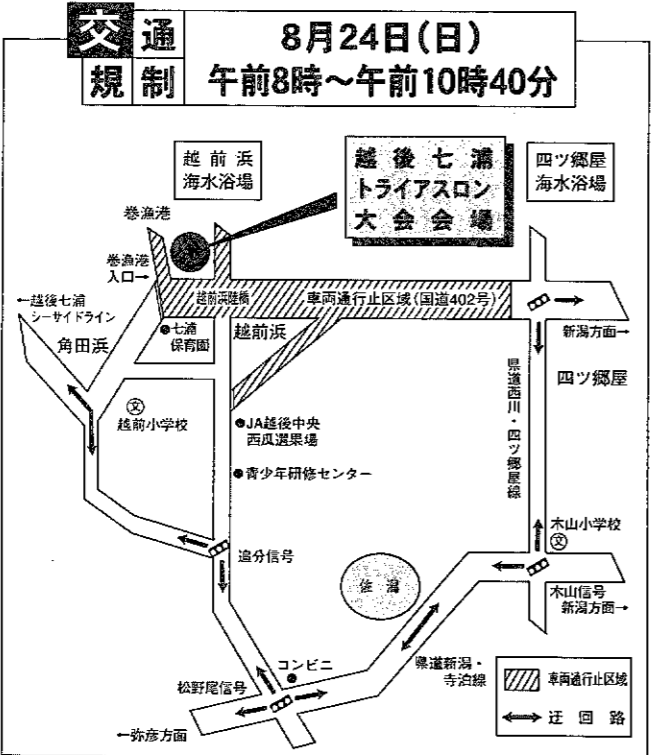 交通規制
8月24日(日)
午前8時~午前10時40分
越前浜
海水浴場
越後七浦
トライアスロン
大会会場
四ツ郷屋
海水浴場
巻漁港
巻漁港
入口→
越前浜陸橋
車両通行止区域(国道402号)
←越後七浦
シーサイドライン
角田浜
七浦
保育園
越前浜
新潟方面→
四ツ郷屋
県道西川・四ツ郷屋線
文
越前小学校
●JA越後中央
西瓜選果場
●青少年研修センター
追分信号
佐潟
木山小学校
文
木山信号
新潟方面→
コンビニ
松野尾信号
県道新潟・
寺泊線
←弥彦方面
車両通行止区域
迂回路